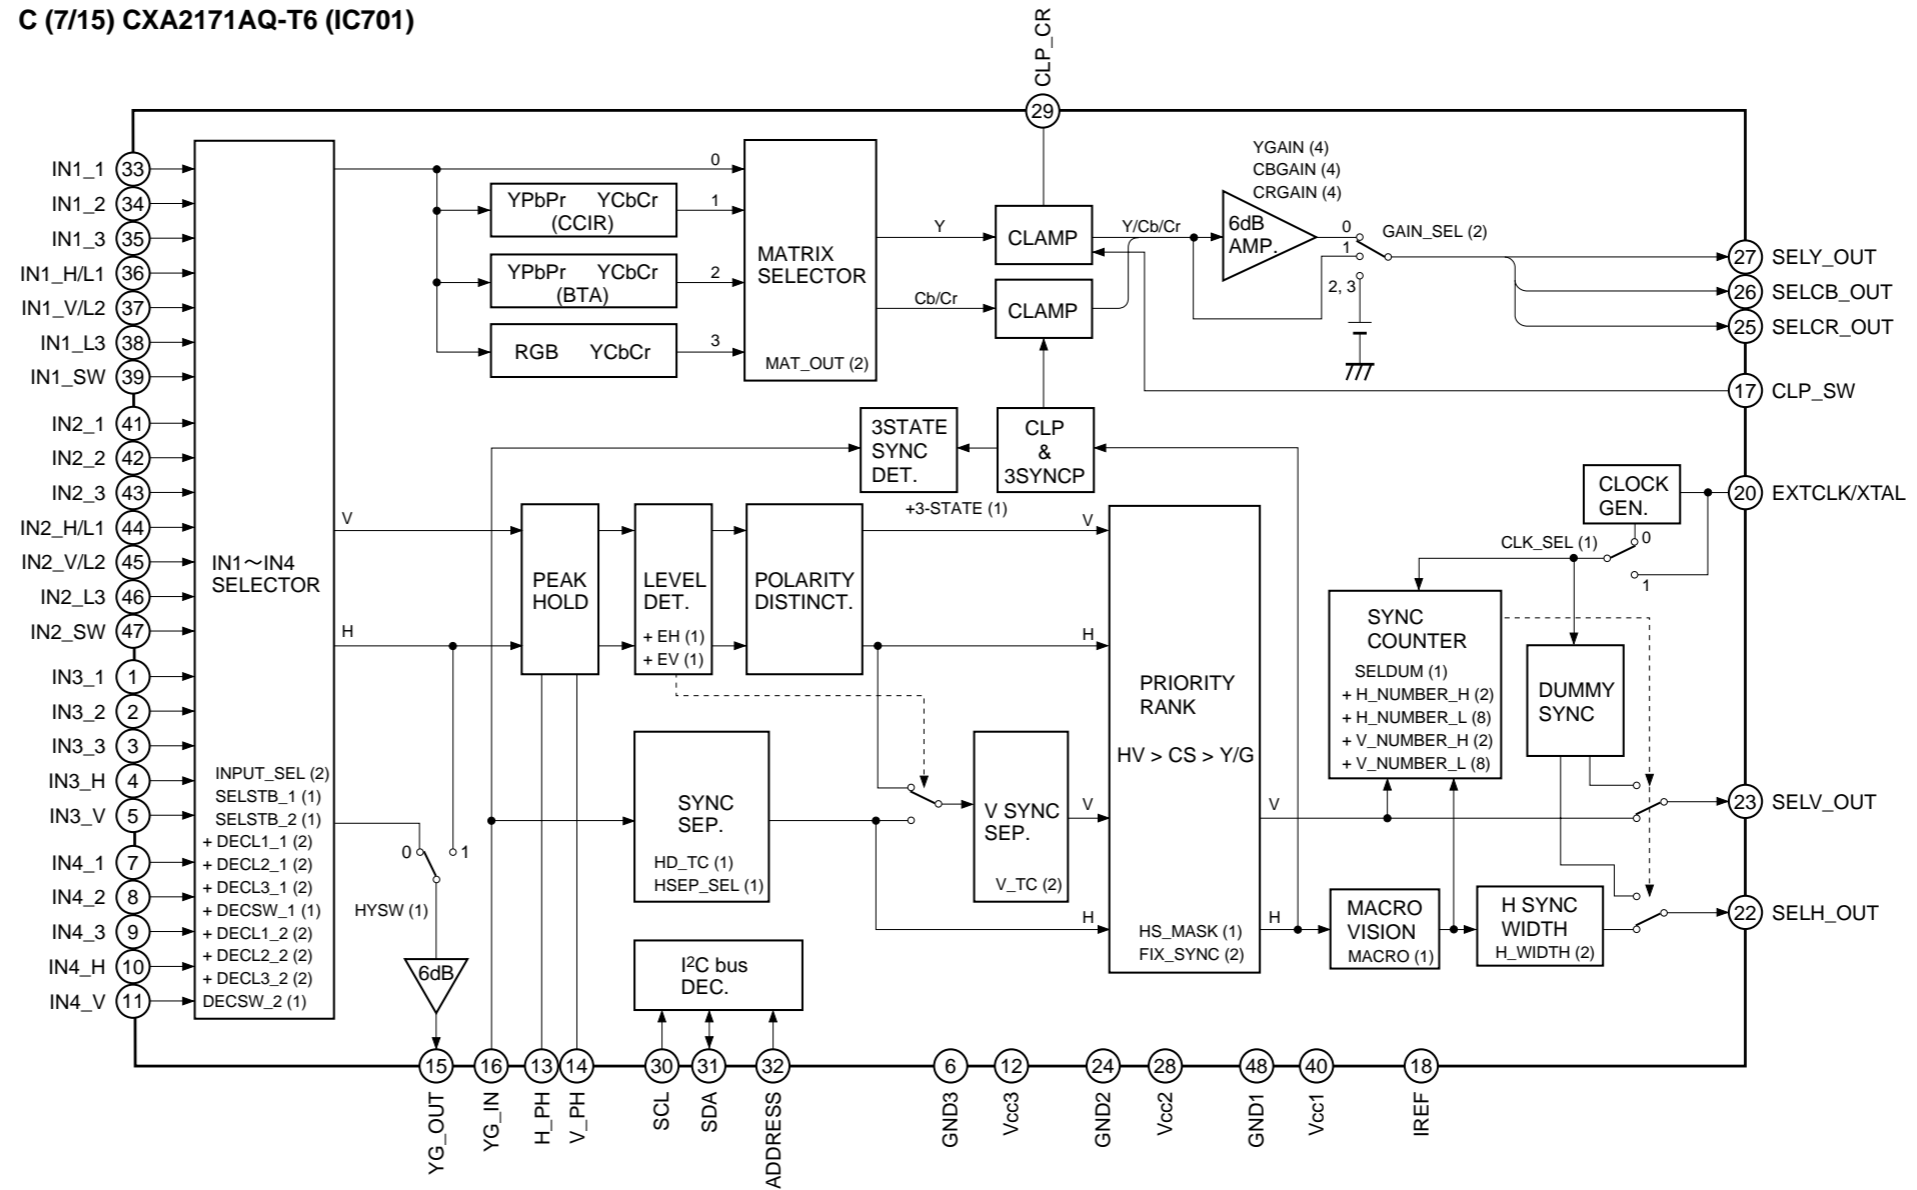 C (7/15) CXA2171AQ-T6 (IC701)
CLP_CR
29
IN1_1 33
IN1_2 34
IN1_3 35
IN1_H/L1 36
IN1_V/L2 37
IN1_L3 38
IN1_SW 39
IN2_1 41
IN2_2 42
IN2_3 43
IN2_H/L1 44
IN2_V/L2 45
IN2_L3 46
IN2_SW 47
IN3_1 1
IN3_2 2
IN3_3 3
IN3_H 4
IN3_V 5
IN4_1 7
IN4_2 8
IN4_3 9
IN4_H 10
IN4_V 11
IN1～IN4
SELECTOR
INPUT_SEL (2)
SELSTB_1 (1)
SELSTB_2 (1)
+ DECL1_1 (2)
+ DECL2_1 (2)
+ DECL3_1 (2)
+ DECSW_1 (1)
+ DECL1_2 (2)
+ DECL2_2 (2)
+ DECL3_2 (2)
DECSW_2 (1)
YPbPr YCbCr
(CCIR)
YPbPr YCbCr
(BTA)
RGB YCbCr
0
1
2
3
MATRIX
SELECTOR
MAT_OUT (2)
Y
Cb/Cr
CLAMP
CLAMP
Y/Cb/Cr
YGAIN (4)
CBGAIN (4)
CRGAIN (4)
6dB
AMP.
0
1
2, 3
GAIN_SEL (2)
27 SELY_OUT
26 SELCB_OUT
25 SELCR_OUT
17 CLP_SW
3STATE
SYNC
DET.
CLP
&
3SYNCP
+3-STATE (1)
V
H
PEAK
HOLD
LEVEL
DET.
+ EH (1)
+ EV (1)
POLARITY
DISTINCT.
V
H
SYNC
SEP.
HD_TC (1)
HSEP_SEL (1)
V SYNC
SEP.
V_TC (2)
V
H
PRIORITY
RANK
HV > CS > Y/G
HS_MASK (1)
FIX_SYNC (2)
V
H
CLOCK
GEN.
20 EXTCLK/XTAL
CLK_SEL (1)
0
1
SYNC
COUNTER
SELDUM (1)
+ H_NUMBER_H (2)
+ H_NUMBER_L (8)
+ V_NUMBER_H (2)
+ V_NUMBER_L (8)
DUMMY
SYNC
23 SELV_OUT
MACRO
VISION
MACRO (1)
H SYNC
WIDTH
H_WIDTH (2)
22 SELH_OUT
0
1
HYSW (1)
6dB
I²C bus
DEC.
15
16
13
14
30
31
32
6
12
24
28
48
40
18
YG_OUT
YG_IN
H_PH
V_PH
SCL
SDA
ADDRESS
GND3
Vcc3
GND2
Vcc2
GND1
Vcc1
IREF